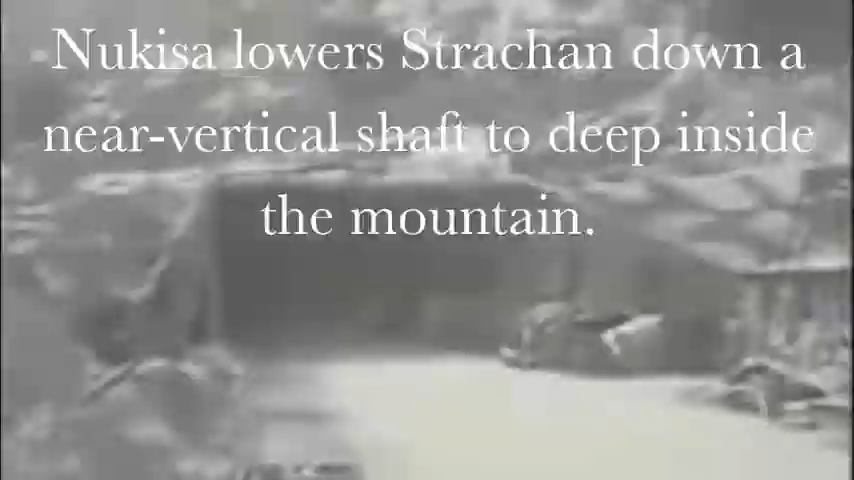 Nukisa lowers Strachan down a
near-vertical shaft to deep inside
the mountain.